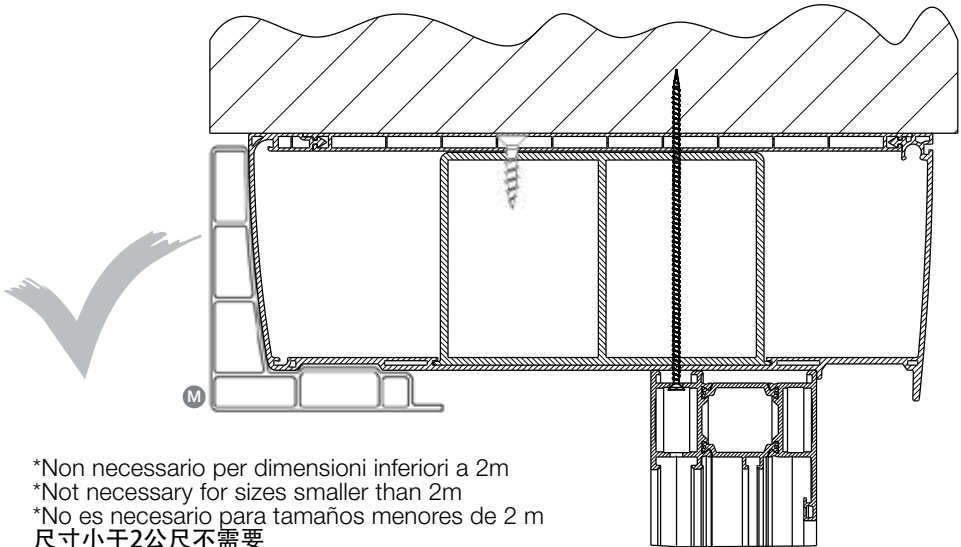 M
*Non necessario per dimensioni inferiori a 2m
*Not necessary for sizes smaller than 2m
*No es necesario para tamaños menores de 2 m
尺寸小于2公尺不需要